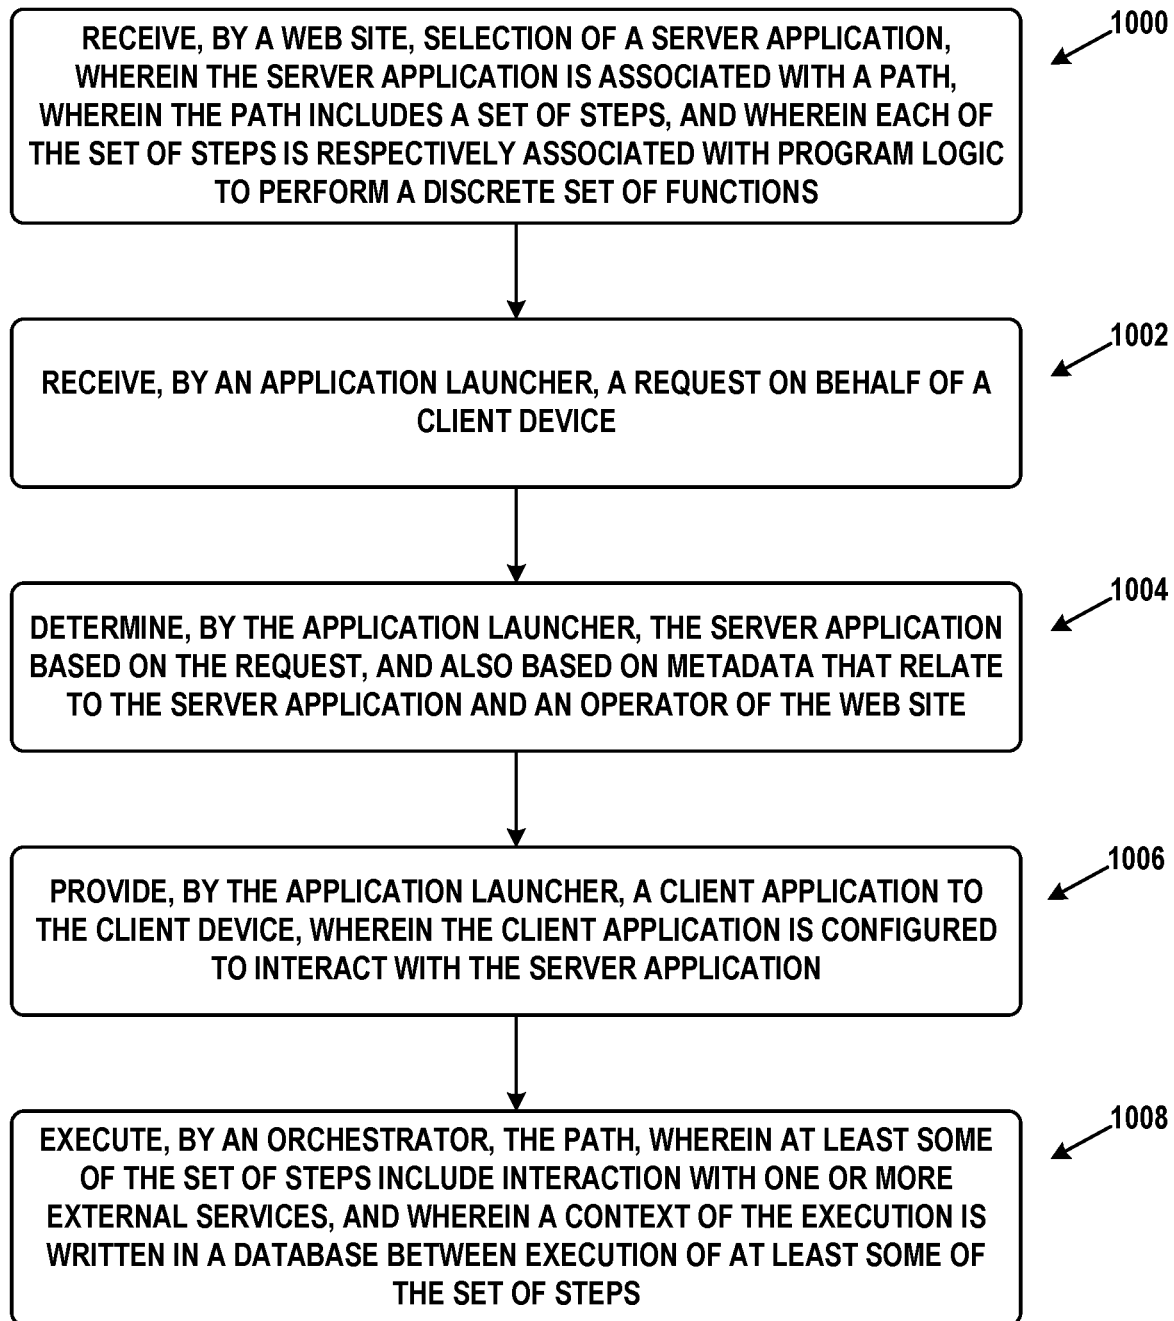 RECEIVE, BY A WEB SITE, SELECTION OF A SERVER APPLICATION,
WHEREIN THE SERVER APPLICATION IS ASSOCIATED WITH A PATH,
WHEREIN THE PATH INCLUDES A SET OF STEPS, AND WHEREIN EACH OF
THE SET OF STEPS IS RESPECTIVELY ASSOCIATED WITH PROGRAM LOGIC
TO PERFORM A DISCRETE SET OF FUNCTIONS
1000
RECEIVE, BY AN APPLICATION LAUNCHER, A REQUEST ON BEHALF OF A
CLIENT DEVICE
1002
DETERMINE, BY THE APPLICATION LAUNCHER, THE SERVER APPLICATION
BASED ON THE REQUEST, AND ALSO BASED ON METADATA THAT RELATE
TO THE SERVER APPLICATION AND AN OPERATOR OF THE WEB SITE
1004
PROVIDE, BY THE APPLICATION LAUNCHER, A CLIENT APPLICATION TO
THE CLIENT DEVICE, WHEREIN THE CLIENT APPLICATION IS CONFIGURED
TO INTERACT WITH THE SERVER APPLICATION
1006
EXECUTE, BY AN ORCHESTRATOR, THE PATH, WHEREIN AT LEAST SOME
OF THE SET OF STEPS INCLUDE INTERACTION WITH ONE OR MORE
EXTERNAL SERVICES, AND WHEREIN A CONTEXT OF THE EXECUTION IS
WRITTEN IN A DATABASE BETWEEN EXECUTION OF AT LEAST SOME OF
THE SET OF STEPS
1008